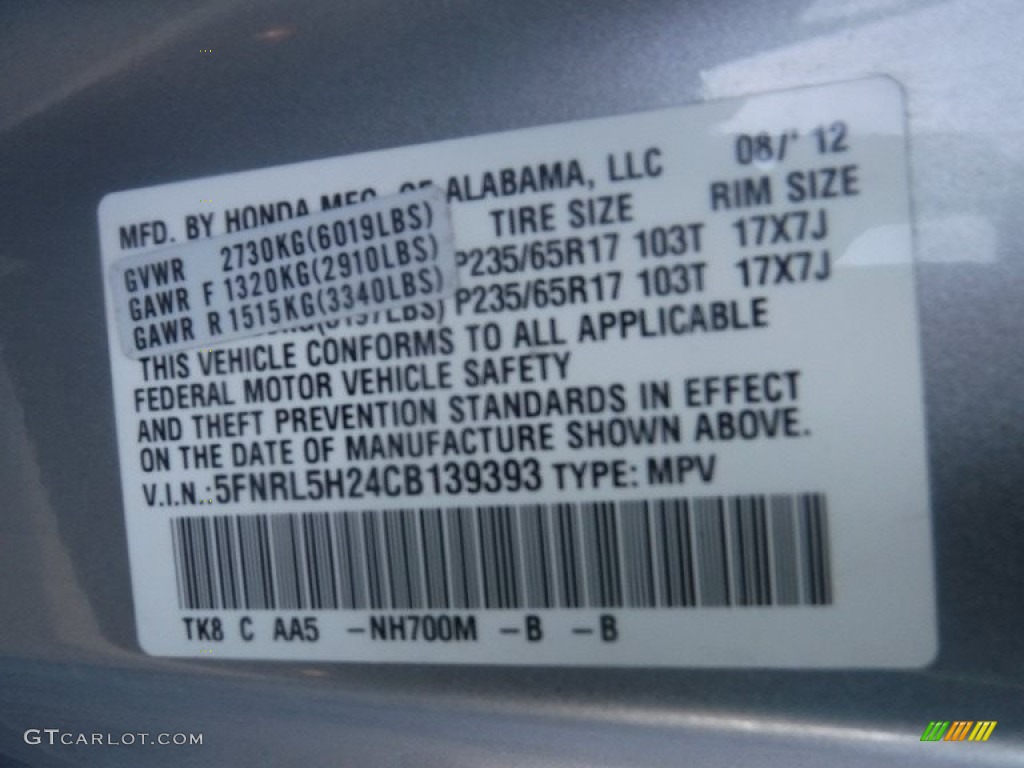 08/ 12
MFD. BY HONDA MFG. OF ALABAMA, LLC
TIRE SIZE RIM SIZE
GVWR 2730KG(6019LBS)
GAWR F 1320KG(2910LBS) P235/65R17 103T 17X7J
GAWR R 1515KG(3340LBS) P235/65R17 103T 17X7J
THIS VEHICLE CONFORMS TO ALL APPLICABLE
FEDERAL MOTOR VEHICLE SAFETY
AND THEFT PREVENTION STANDARDS IN EFFECT
ON THE DATE OF MANUFACTURE SHOWN ABOVE.
V.I.N.:5FNRL5H24CB139393 TYPE: MPV
TK8 C AA5 -NH700M -B -B
GTCARLOT.COM